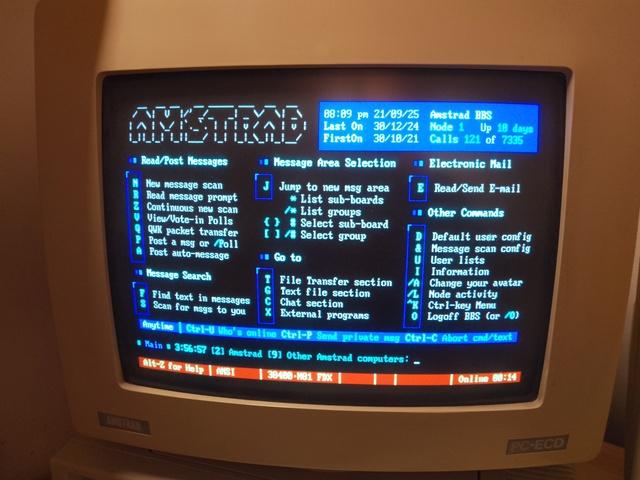 AMSTRAD
08:09 pm 21/09/25 Amstrad BBS
Last On 30/12/24 Node 1 Up 18 days
FirstOn 30/10/21 Calls 121 of 7335
Read/Post Messages
N New message scan
R Read message prompt
Z Continuous new scan
V View/Vote-in Polls
Q QWK packet transfer
P Post a msg or /Poll
A Post auto-message
Message Search
F Find text in messages
S Scan for msgs to you
Message Area Selection
J Jump to new msg area
* List sub-boards
/* List groups
{ } # Select sub-board
[ ] /# Select group
Go to
T File Transfer section
G Text file section
C Chat section
X External programs
Electronic Mail
E Read/Send E-mail
Other Commands
D Default user config
& Message scan config
U User lists
I Information
/A Change your avatar
/L Node activity
^K Ctrl-key Menu
O Logoff BBS (or /O)
Anytime | Ctrl-U Who's online Ctrl-P Send private msg Ctrl-C Abort cmd/text
Main 3:56:57 [2] Amstrad [9] Other Amstrad computers: _
Alt-Z for Help | ANSI | 38400·N81 FDX | | | | Online 00:14
AMSTRAD
PC-ECD